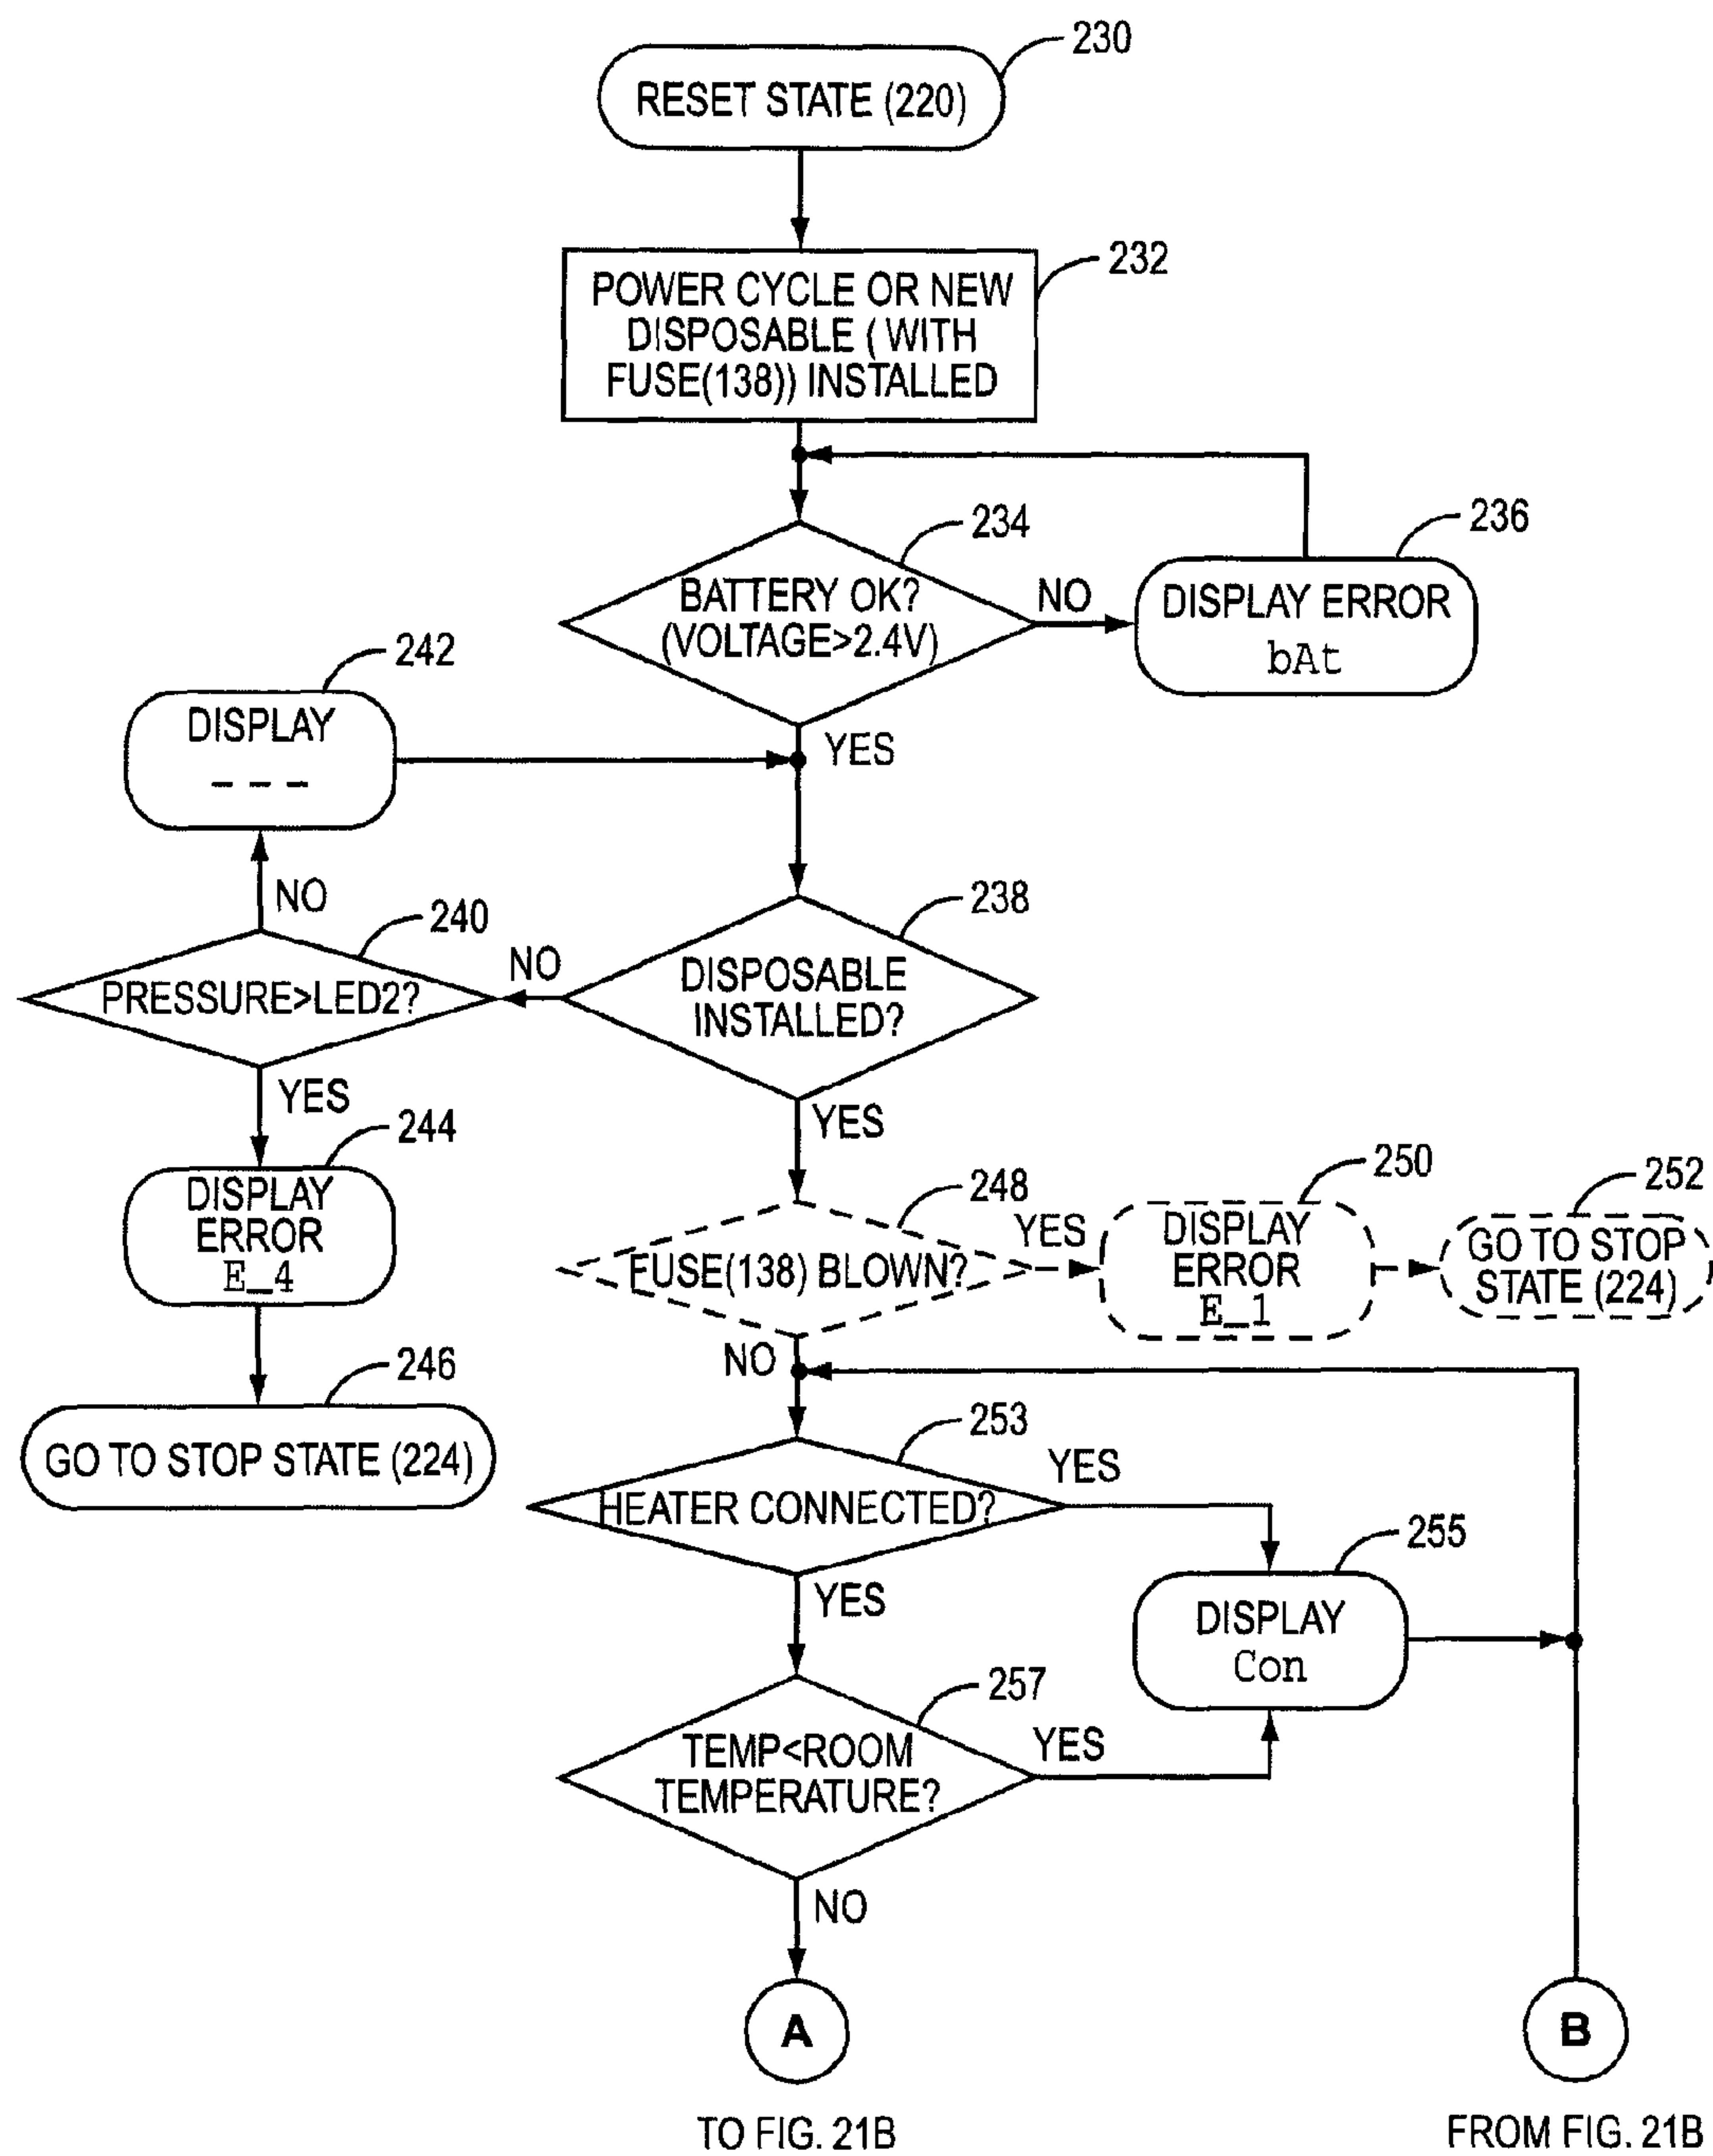 230
RESET STATE (220)
232
POWER CYCLE OR NEW
DISPOSABLE ( WITH
FUSE(138)) INSTALLED
234
BATTERY OK?
(VOLTAGE>2.4V)
NO
236
DISPLAY ERROR
bAt
242
DISPLAY
- - -
YES
NO
240
PRESSURE>LED2?
NO
238
DISPOSABLE
INSTALLED?
YES
244
DISPLAY
ERROR
E_4
YES
248
FUSE(138) BLOWN?
YES
250
DISPLAY
ERROR
E_1
252
GO TO STOP
STATE (224)
246
GO TO STOP STATE (224)
NO
253
HEATER CONNECTED?
YES
YES
255
DISPLAY
Con
257
TEMP<ROOM
TEMPERATURE?
YES
NO
A
B
TO FIG. 21B
FROM FIG. 21B